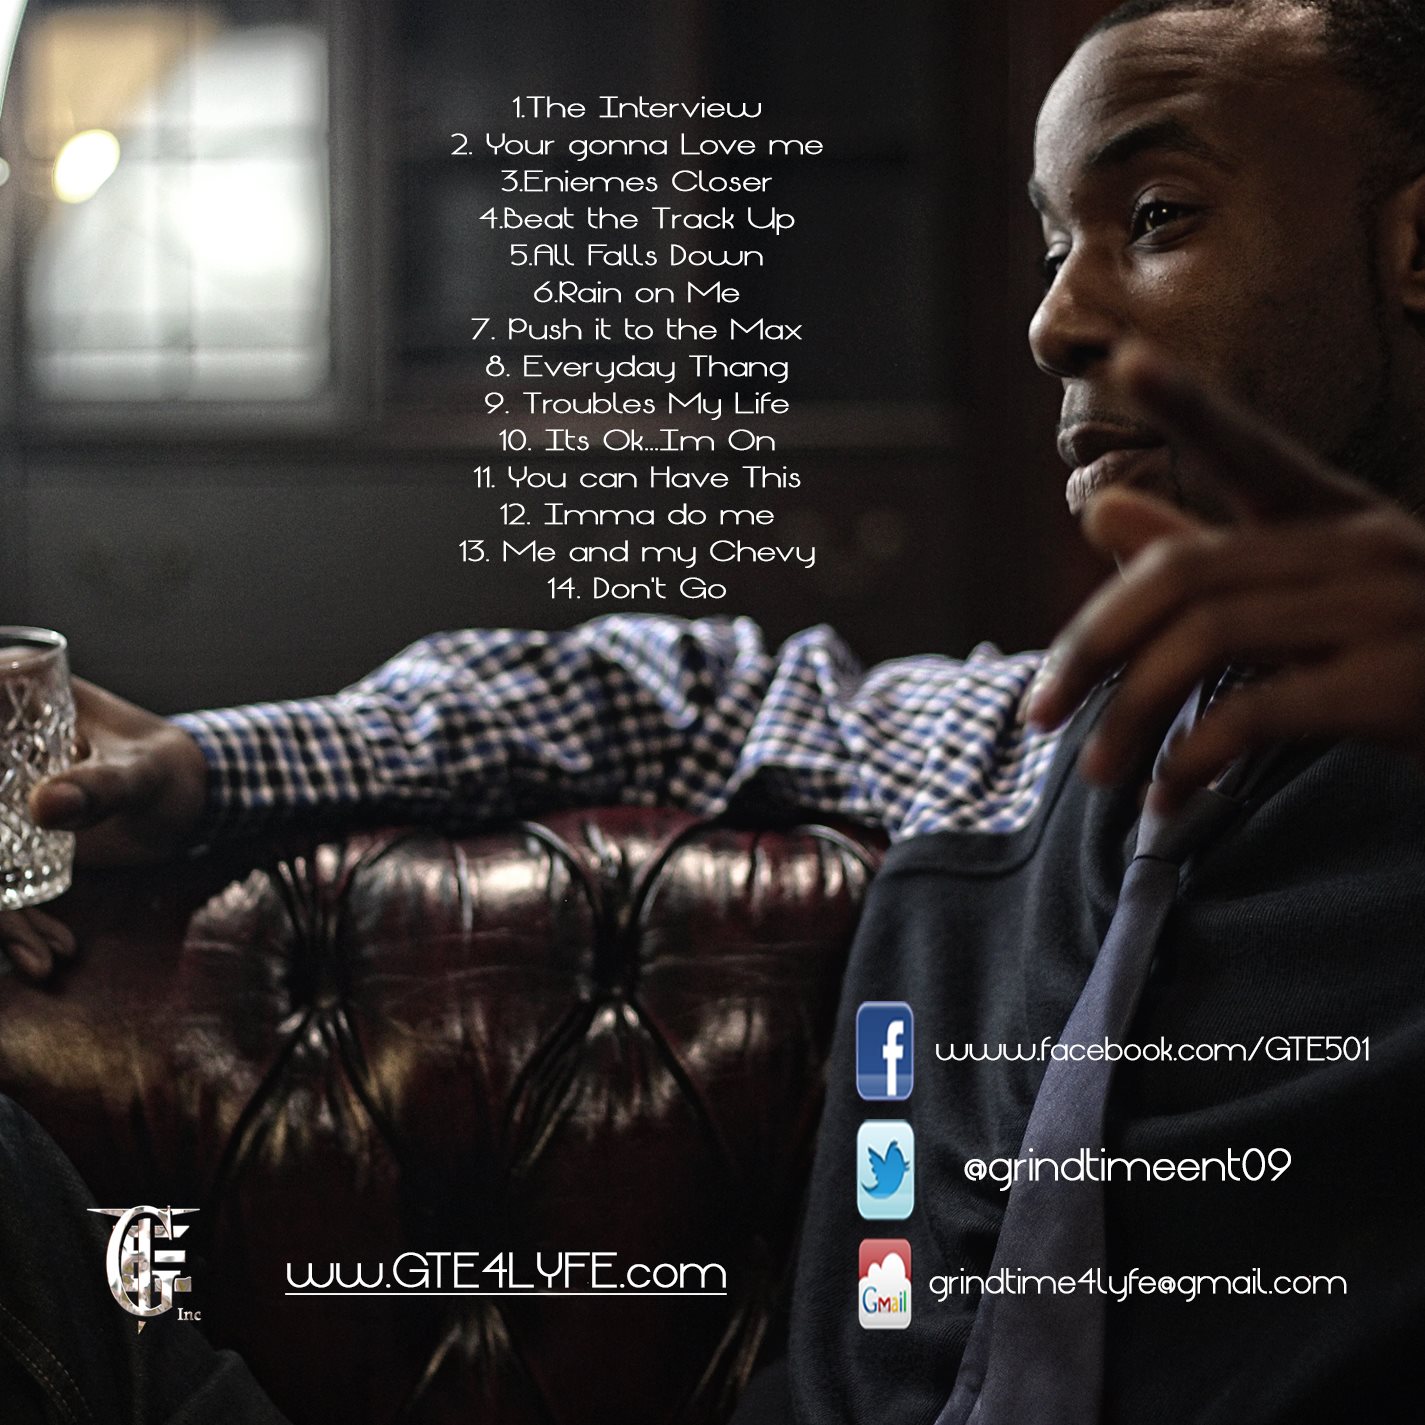 1.The Interview
2. Your gonna Love me
3.Eniemes Closer
4.Beat the Track Up
5.All Falls Down
6.Rain on Me
7. Push it to the Max
8. Everyday Thang
9. Troubles My Life
10. Its Ok...Im On
11. You can Have This
12. Imma do me
13. Me and my Chevy
14. Don't Go
f www.facebook.com/GTE501
@grindtimeent09
Gmail grindtime4lyfe@gmail.com
ww.GTE4LYFE.com
Inc